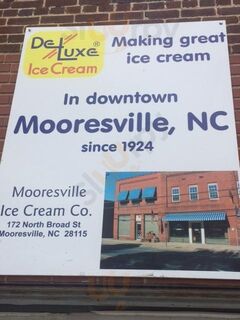 DeLuxe®
Ice Cream
Making great
ice cream
In downtown
Mooresville, NC
since 1924
Mooresville
Ice Cream Co.
172 North Broad St
Mooresville, NC 28115